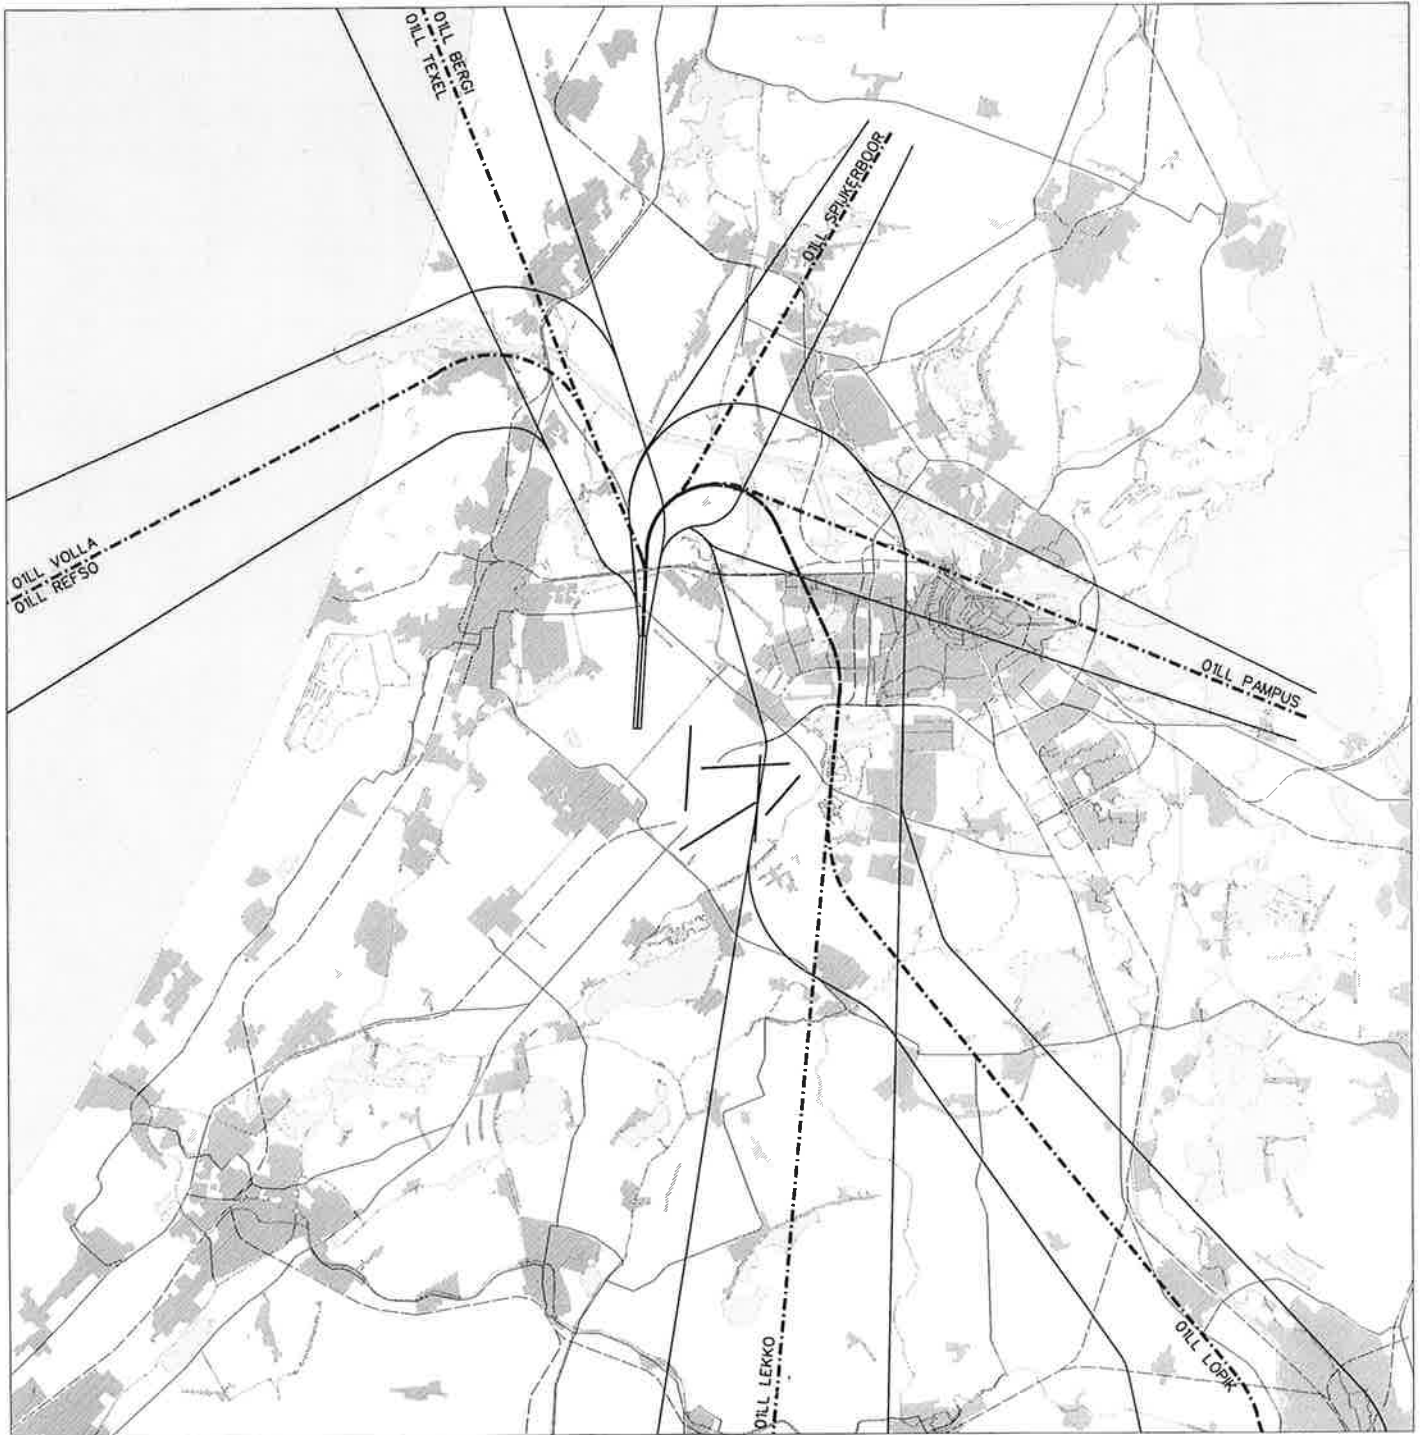 01LL BERGI
01LL TEXEL
01LL SPIJKERBOOR
01LL VOLLA
01LL REFSO
01LL PAMPUS
01LL LEKKO
01LL LOPIK